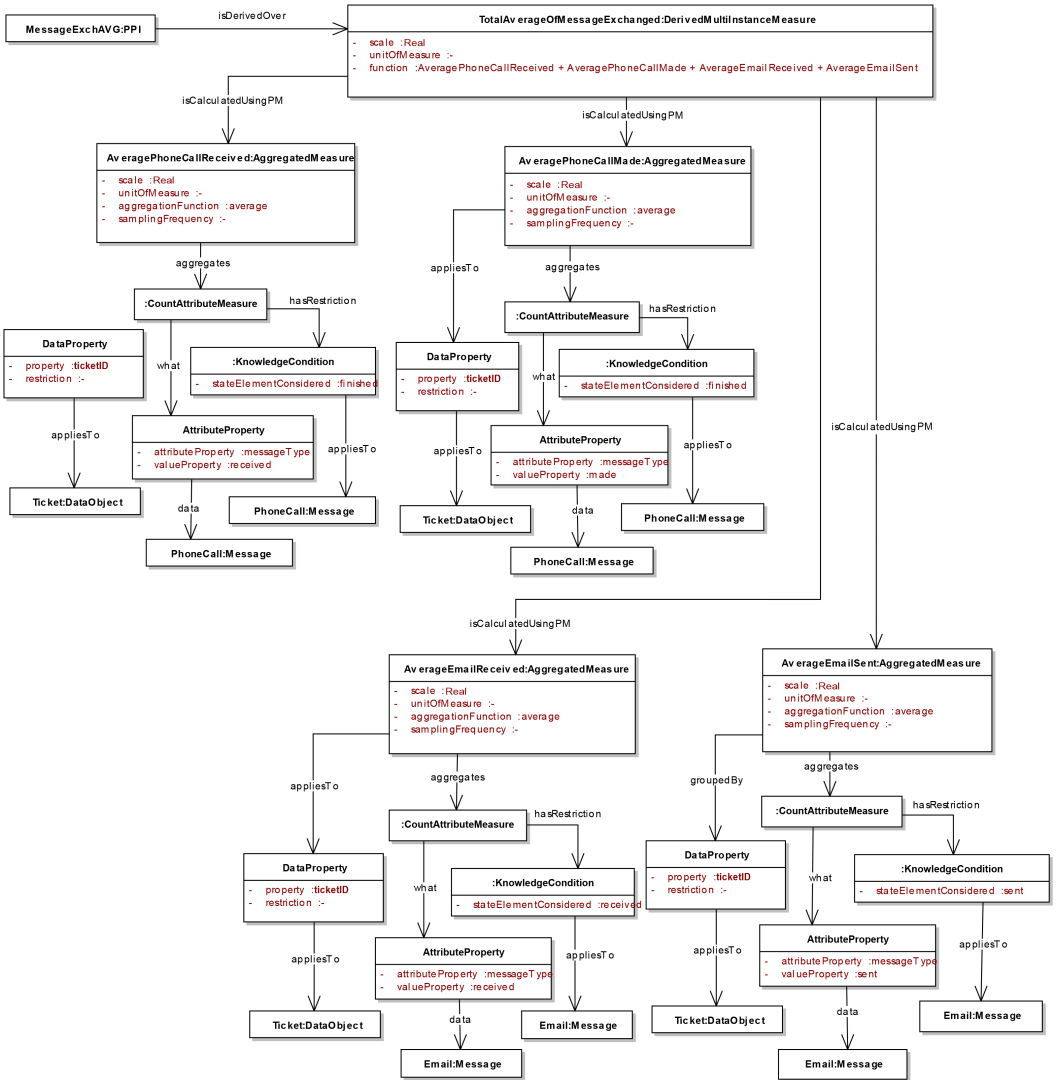 isDerivedOver
MessageExchAVG:PPI
TotalAverageOfMessageExchanged:DerivedMultiInstanceMeasure
- scale :Real
- unitOfMeasure :-
- function :AveragePhoneCallReceived + AveragePhoneCallMade + AverageEmailReceived + AverageEmailSent
isCalculatedUsingPM
isCalculatedUsingPM
AveragePhoneCallReceived:AggregatedMeasure
- scale :Real
- unitOfMeasure :-
- aggregationFunction :average
- samplingFrequency :-
aggregates
:CountAttributeMeasure
hasRestriction
DataProperty
- property :ticketID
- restriction :-
what
:KnowledgeCondition
- stateElementConsidered :finished
AttributeProperty
- attributeProperty :messageType
- valueProperty :received
appliesTo
appliesTo
Ticket:DataObject
data
PhoneCall:Message
PhoneCall:Message
AveragePhoneCallMade:AggregatedMeasure
- scale :Real
- unitOfMeasure :-
- aggregationFunction :average
- samplingFrequency :-
appliesTo
aggregates
:CountAttributeMeasure
hasRestriction
DataProperty
- property :ticketID
- restriction :-
what
:KnowledgeCondition
- stateElementConsidered :finished
AttributeProperty
- attributeProperty :messageType
- valueProperty :made
appliesTo
appliesTo
Ticket:DataObject
data
PhoneCall:Message
PhoneCall:Message
isCalculatedUsingPM
isCalculatedUsingPM
AverageEmailReceived:AggregatedMeasure
- scale :Real
- unitOfMeasure :-
- aggregationFunction :average
- samplingFrequency :-
appliesTo
aggregates
:CountAttributeMeasure
hasRestriction
DataProperty
- property :ticketID
- restriction :-
what
:KnowledgeCondition
- stateElementConsidered :received
AttributeProperty
- attributeProperty :messageType
- valueProperty :received
appliesTo
appliesTo
Ticket:DataObject
data
Email:Message
Email:Message
AverageEmailSent:AggregatedMeasure
- scale :Real
- unitOfMeasure :-
- aggregationFunction :average
- samplingFrequency :-
groupedBy
aggregates
:CountAttributeMeasure
hasRestriction
DataProperty
- property :ticketID
- restriction :-
what
:KnowledgeCondition
- stateElementConsidered :sent
AttributeProperty
- attributeProperty :messageType
- valueProperty :sent
appliesTo
appliesTo
Ticket:DataObject
data
Email:Message
Email:Message